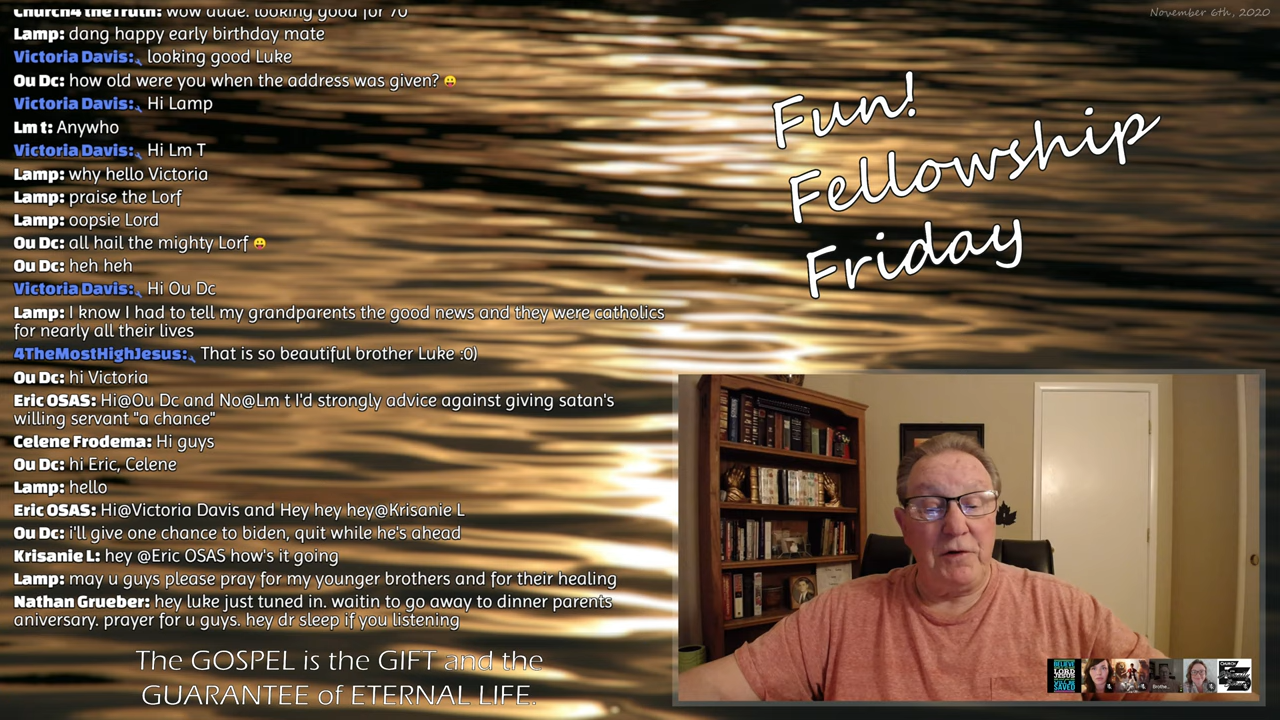 November 6th, 2020
Church4theTruth: wow dude. looking good for 70
Lamp: dang happy early birthday mate
Victoria Davis: looking good Luke
Ou Dc: how old were you when the address was given? 😛
Victoria Davis: Hi Lamp
Lm t: Anywho
Victoria Davis: Hi Lm T
Lamp: why hello Victoria
Lamp: praise the Lorf
Lamp: oopsie Lord
Ou Dc: all hail the mighty Lorf 😛
Ou Dc: heh heh
Victoria Davis: Hi Ou Dc
Lamp: I know I had to tell my grandparents the good news and they were catholics
for nearly all their lives
4TheMostHighJesus: That is so beautiful brother Luke :0)
Ou Dc: hi Victoria
Eric OSAS: Hi@Ou Dc and No@Lm t I'd strongly advice against giving satan's
willing servant "a chance"
Celene Frodema: Hi guys
Ou Dc: hi Eric, Celene
Lamp: hello
Eric OSAS: Hi@Victoria Davis and Hey hey hey@Krisanie L
Ou Dc: i'll give one chance to biden, quit while he's ahead
Krisanie L: hey @Eric OSAS how's it going
Lamp: may u guys please pray for my younger brothers and for their healing
Nathan Grueber: hey luke just tuned in. waitin to go away to dinner parents
aniversary. prayer for u guys. hey dr sleep if you listening
The GOSPEL is the GIFT and the
GUARANTEE of ETERNAL LIFE.
Fun!
Fellowship
Friday
BELIEVE
LORD
JESUS
SAVED
Brothe...
CHURCH